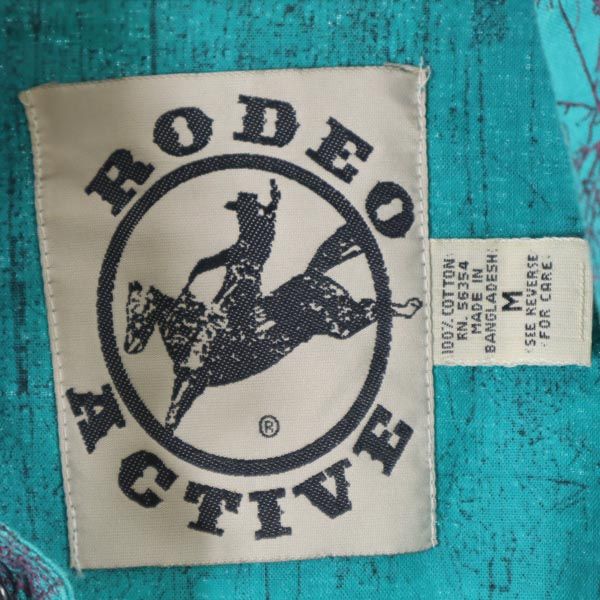 RODEO
ACTIVE
®
100% COTTON
RN. 56354
MADE IN
BANGLADESH
M
SEE REVERSE
FOR CARE